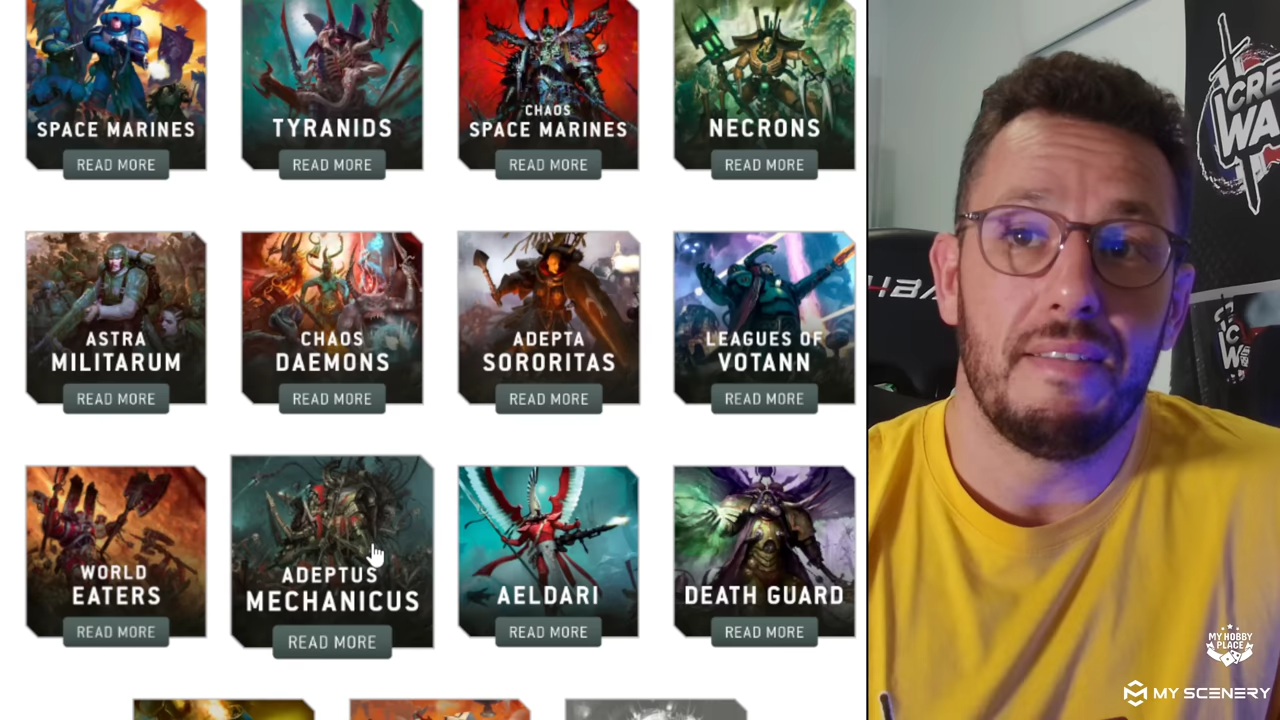 SPACE MARINES
READ MORE
TYRANIDS
READ MORE
CHAOS
SPACE MARINES
READ MORE
NECRONS
READ MORE
ASTRA
MILITARUM
READ MORE
CHAOS
DAEMONS
READ MORE
ADEPTA
SORORITAS
READ MORE
LEAGUES OF
VOTANN
READ MORE
WORLD
EATERS
READ MORE
ADEPTUS
MECHANICUS
READ MORE
AELDARI
READ MORE
DEATH GUARD
READ MORE
MY HOBBY
PLACE
MY SCENERY